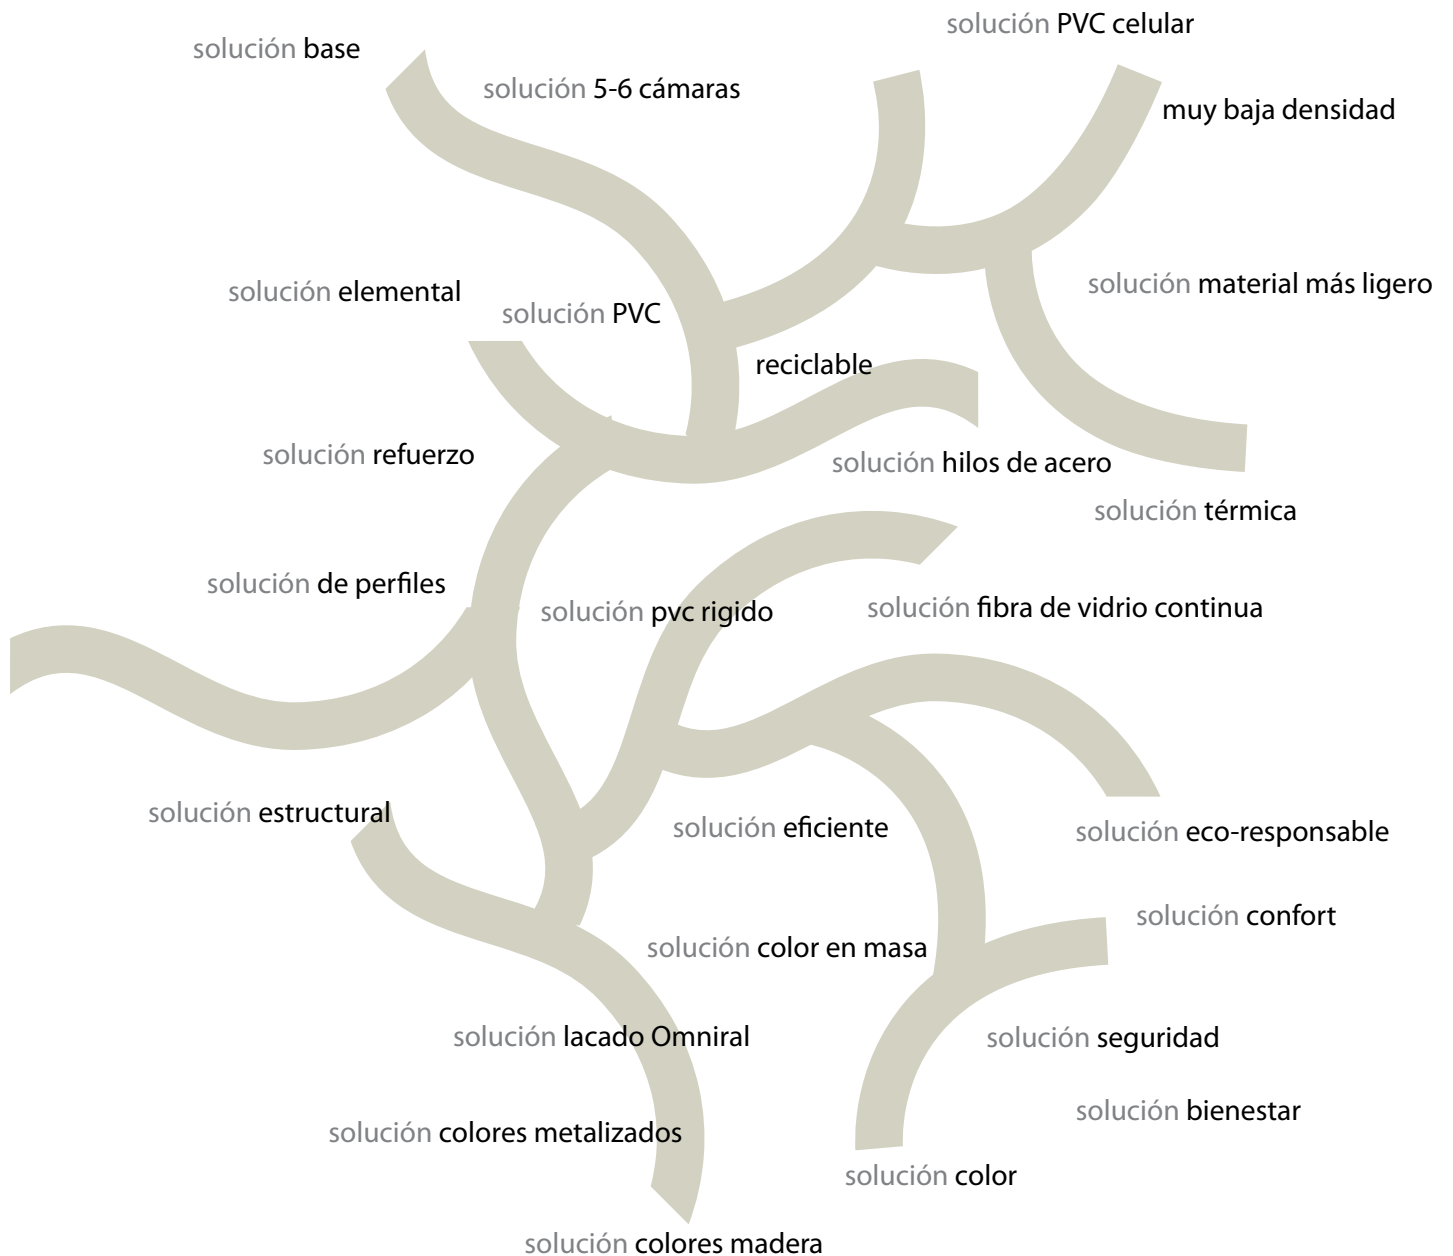 solución PVC celular
solución base
solución 5-6 cámaras
muy baja densidad
solución material más ligero
solución elemental
solución PVC
reciclable
solución refuerzo
solución hilos de acero
solución térmica
solución de perfiles
solución pvc rigido
solución fibra de vidrio continua
solución estructural
solución eficiente
solución eco-responsable
solución confort
solución color en masa
solución lacado Omniral
solución seguridad
solución bienestar
solución colores metalizados
solución color
solución colores madera